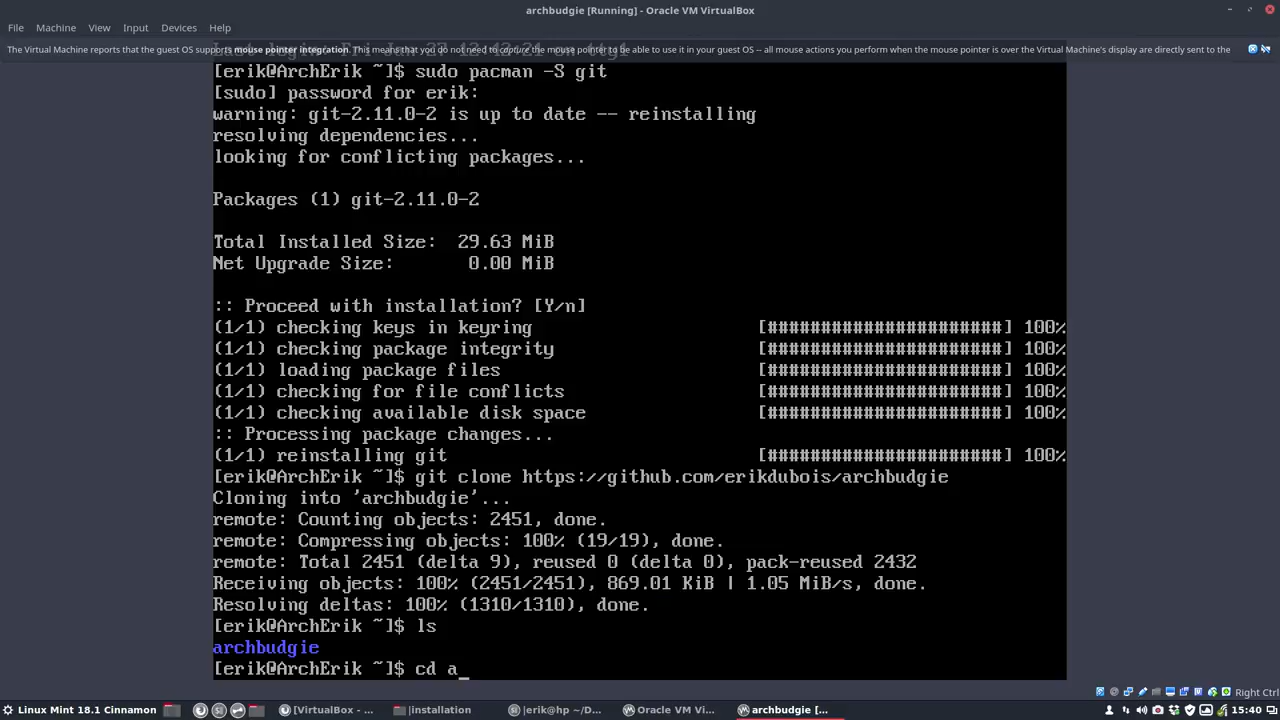 archbudgie [Running] - Oracle VM VirtualBox
File Machine View Input Devices Help
The Virtual Machine reports that the guest OS supports mouse pointer integration. This means that you do not need to capture the mouse pointer to be able to use it in your guest OS -- all mouse actions you perform when the mouse pointer is over the Virtual Machine's display are directly sent to the
[erik@ArchErik ~]$ sudo pacman -S git
[sudo] password for erik:
warning: git-2.11.0-2 is up to date -- reinstalling
resolving dependencies...
looking for conflicting packages...
Packages (1) git-2.11.0-2
Total Installed Size:  29.63 MiB
Net Upgrade Size:       0.00 MiB
:: Proceed with installation? [Y/n]
(1/1) checking keys in keyring [######################] 100%
(1/1) checking package integrity [######################] 100%
(1/1) loading package files [######################] 100%
(1/1) checking for file conflicts [######################] 100%
(1/1) checking available disk space [######################] 100%
:: Processing package changes...
(1/1) reinstalling git [######################] 100%
[erik@ArchErik ~]$ git clone https://github.com/erikdubois/archbudgie
Cloning into 'archbudgie'...
remote: Counting objects: 2451, done.
remote: Compressing objects: 100% (19/19), done.
remote: Total 2451 (delta 9), reused 0 (delta 0), pack-reused 2432
Receiving objects: 100% (2451/2451), 869.01 KiB | 1.05 MiB/s, done.
Resolving deltas: 100% (1310/1310), done.
[erik@ArchErik ~]$ ls
archbudgie
[erik@ArchErik ~]$ cd a_
Right Ctrl
Linux Mint 18.1 Cinnamon [VirtualBox - ... |installation |erik@hp ~/D... Oracle VM Vi... archbudgie [... 15:40